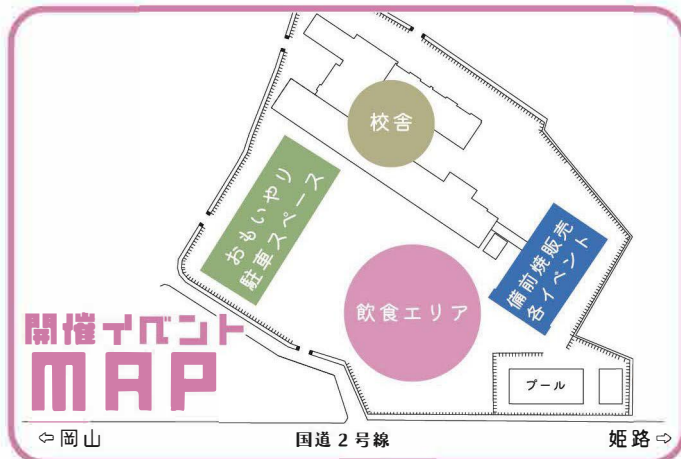 校舎
おもいやり
駐車スペース
備前焼販売
各イベント
飲食エリア
開催イベント
MAP
プール
⇦岡山
国道2号線
姫路⇨